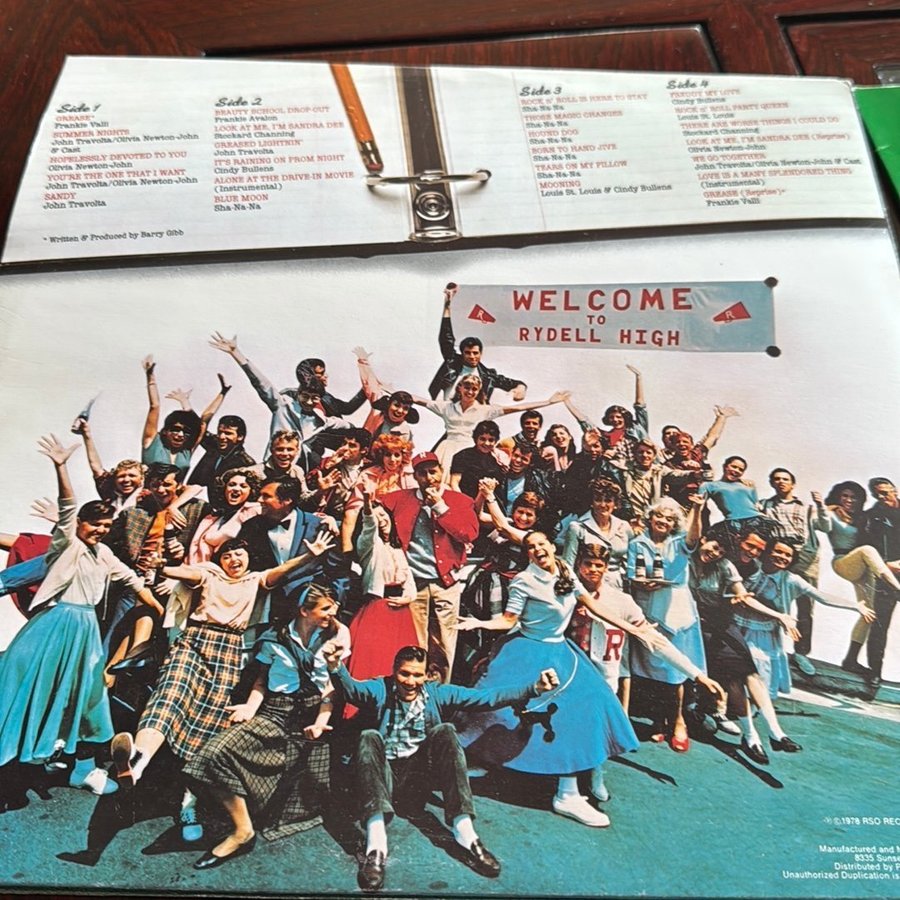 Side 1
GREASE*
Frankie Valli
SUMMER NIGHTS
John Travolta/Olivia Newton-John
& Cast
HOPELESSLY DEVOTED TO YOU
Olivia Newton-John
YOU'RE THE ONE THAT I WANT
John Travolta/Olivia Newton-John
SANDY
John Travolta
* Written & Produced by Barry Gibb
Side 2
BEAUTY SCHOOL DROP-OUT
Frankie Avalon
LOOK AT ME, I'M SANDRA DEE
Stockard Channing
GREASED LIGHTNIN'
John Travolta
IT'S RAINING ON PROM NIGHT
Cindy Bullens
ALONE AT THE DRIVE-IN MOVIE
(Instrumental)
BLUE MOON
Sha-Na-Na
Side 3
ROCK N' ROLL IS HERE TO STAY
Sha-Na-Na
THOSE MAGIC CHANGES
Sha-Na-Na
HOUND DOG
Sha-Na-Na
BORN TO HAND JIVE
Sha-Na-Na
TEARS ON MY PILLOW
Sha-Na-Na
MOONING
Louis St. Louis & Cindy Bullens
Side 4
FREDDY MY LOVE
Cindy Bullens
ROCK N' ROLL PARTY QUEEN
Louis St. Louis
THERE ARE WORSE THINGS I COULD DO
Stockard Channing
LOOK AT ME, I'M SANDRA DEE (Reprise)
Olivia Newton-John
WE GO TOGETHER
John Travolta/Olivia Newton-John & Cast
LOVE IS A MANY SPLENDORED THING
(Instrumental)
GREASE (Reprise)*
Frankie Valli
R
WELCOME
TO
RYDELL HIGH
R
R
℗©1978 RSO
Manufactured and
8335
Distributed by
Unauthorized Duplication is